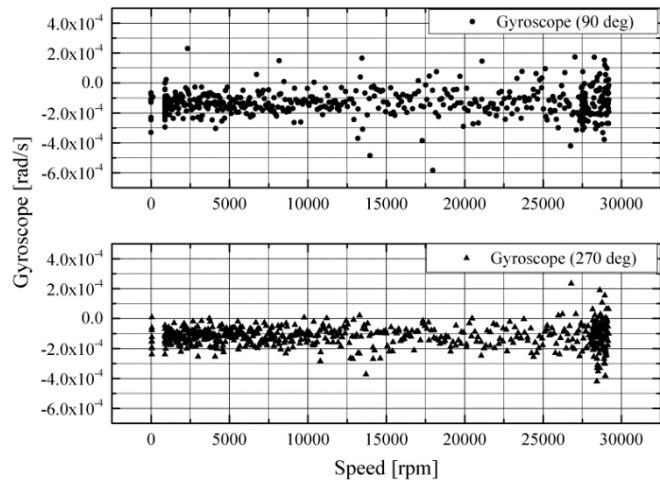 Gyroscope [rad/s]
4.0x10⁻⁴
2.0x10⁻⁴
0.0
-2.0x10⁻⁴
-4.0x10⁻⁴
-6.0x10⁻⁴
Gyroscope (90 deg)
0 5000 10000 15000 20000 25000 30000
4.0x10⁻⁴
2.0x10⁻⁴
0.0
-2.0x10⁻⁴
-4.0x10⁻⁴
-6.0x10⁻⁴
Gyroscope (270 deg)
0 5000 10000 15000 20000 25000 30000
Speed [rpm]